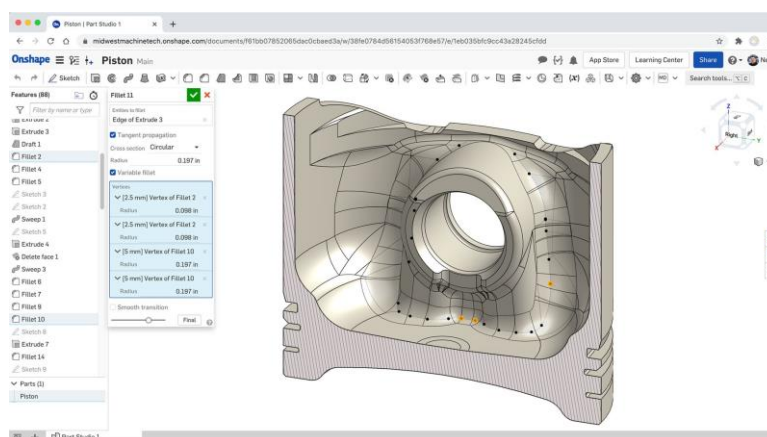 Piston | Part Studio 1
midwestmachinetech.onshape.com/documents/
Onshape
Piston Main
App Store
Learning Center
Share
Sketch
Search tools...
Features (88)
Filter by name or type
Extrude 3
Draft 1
Fillet 2
Fillet 4
Fillet 5
Sketch 3
Sketch 2
Sweep 1
Sketch 5
Extrude 4
Delete face 1
Sweep 3
Fillet 6
Fillet 7
Fillet 9
Fillet 10
Sketch 8
Extrude 7
Fillet 14
Sketch 9
Parts (1)
Piston
Fillet 11
Entities to fillet
Edge of Extrude 3
Tangent propagation
Cross section Circular
Radius 0.197 in
Variable fillet
Vertices
[2.5 mm] Vertex of Fillet 2
Radius 0.098 in
[2.5 mm] Vertex of Fillet 2
Radius 0.098 in
[5 mm] Vertex of Fillet 10
Radius 0.197 in
[5 mm] Vertex of Fillet 10
Radius 0.197 in
Smooth transition
Final
Z
Right
X
Y
Part Studio 1